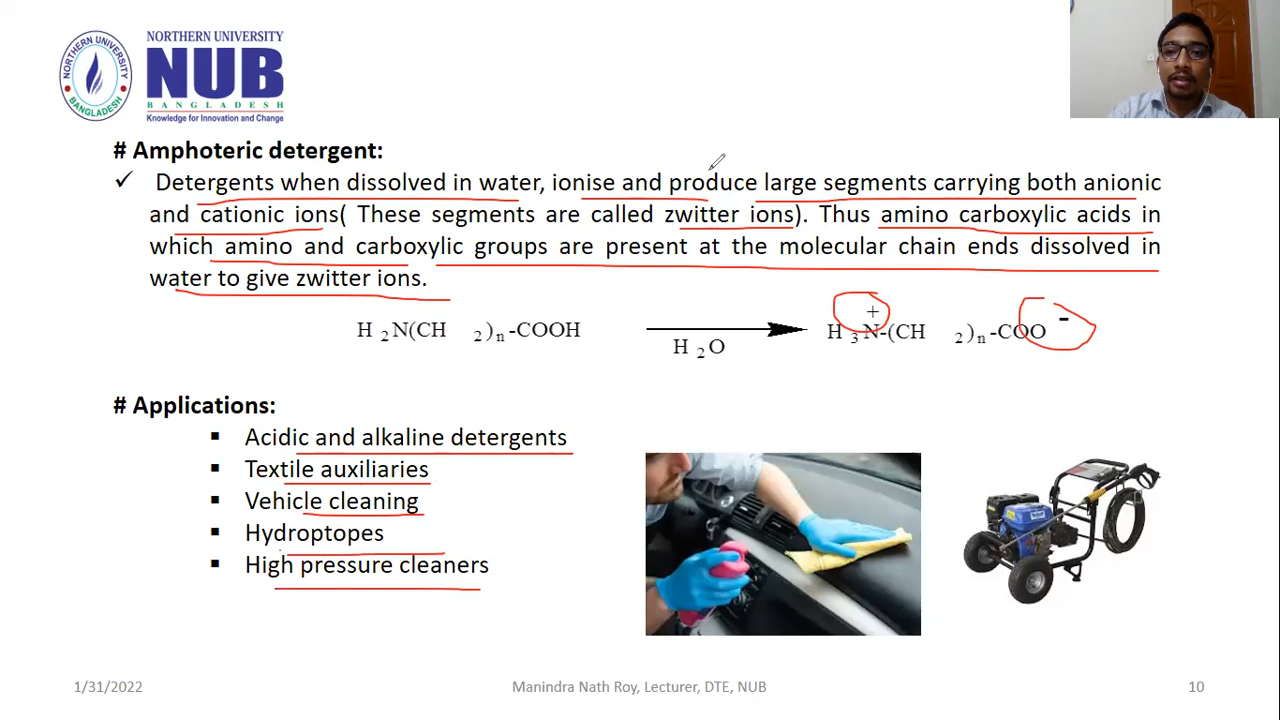 NORTHERN UNIVERSITY
NUB
BANGLADESH
Knowledge for Innovation and Change
NORTHERN UNIVERSITY
BANGLADESH
# Amphoteric detergent:
✓ Detergents when dissolved in water, ionise and produce large segments carrying both anionic
and cationic ions( These segments are called zwitter ions). Thus amino carboxylic acids in
which amino and carboxylic groups are present at the molecular chain ends dissolved in
water to give zwitter ions.
H 2N(CH 2)n-COOH H 2O H 3N+-(CH 2)n-COO-
# Applications:
▪ Acidic and alkaline detergents
▪ Textile auxiliaries
▪ Vehicle cleaning
▪ Hydroptopes
▪ High pressure cleaners
1/31/2022 Manindra Nath Roy, Lecturer, DTE, NUB 10